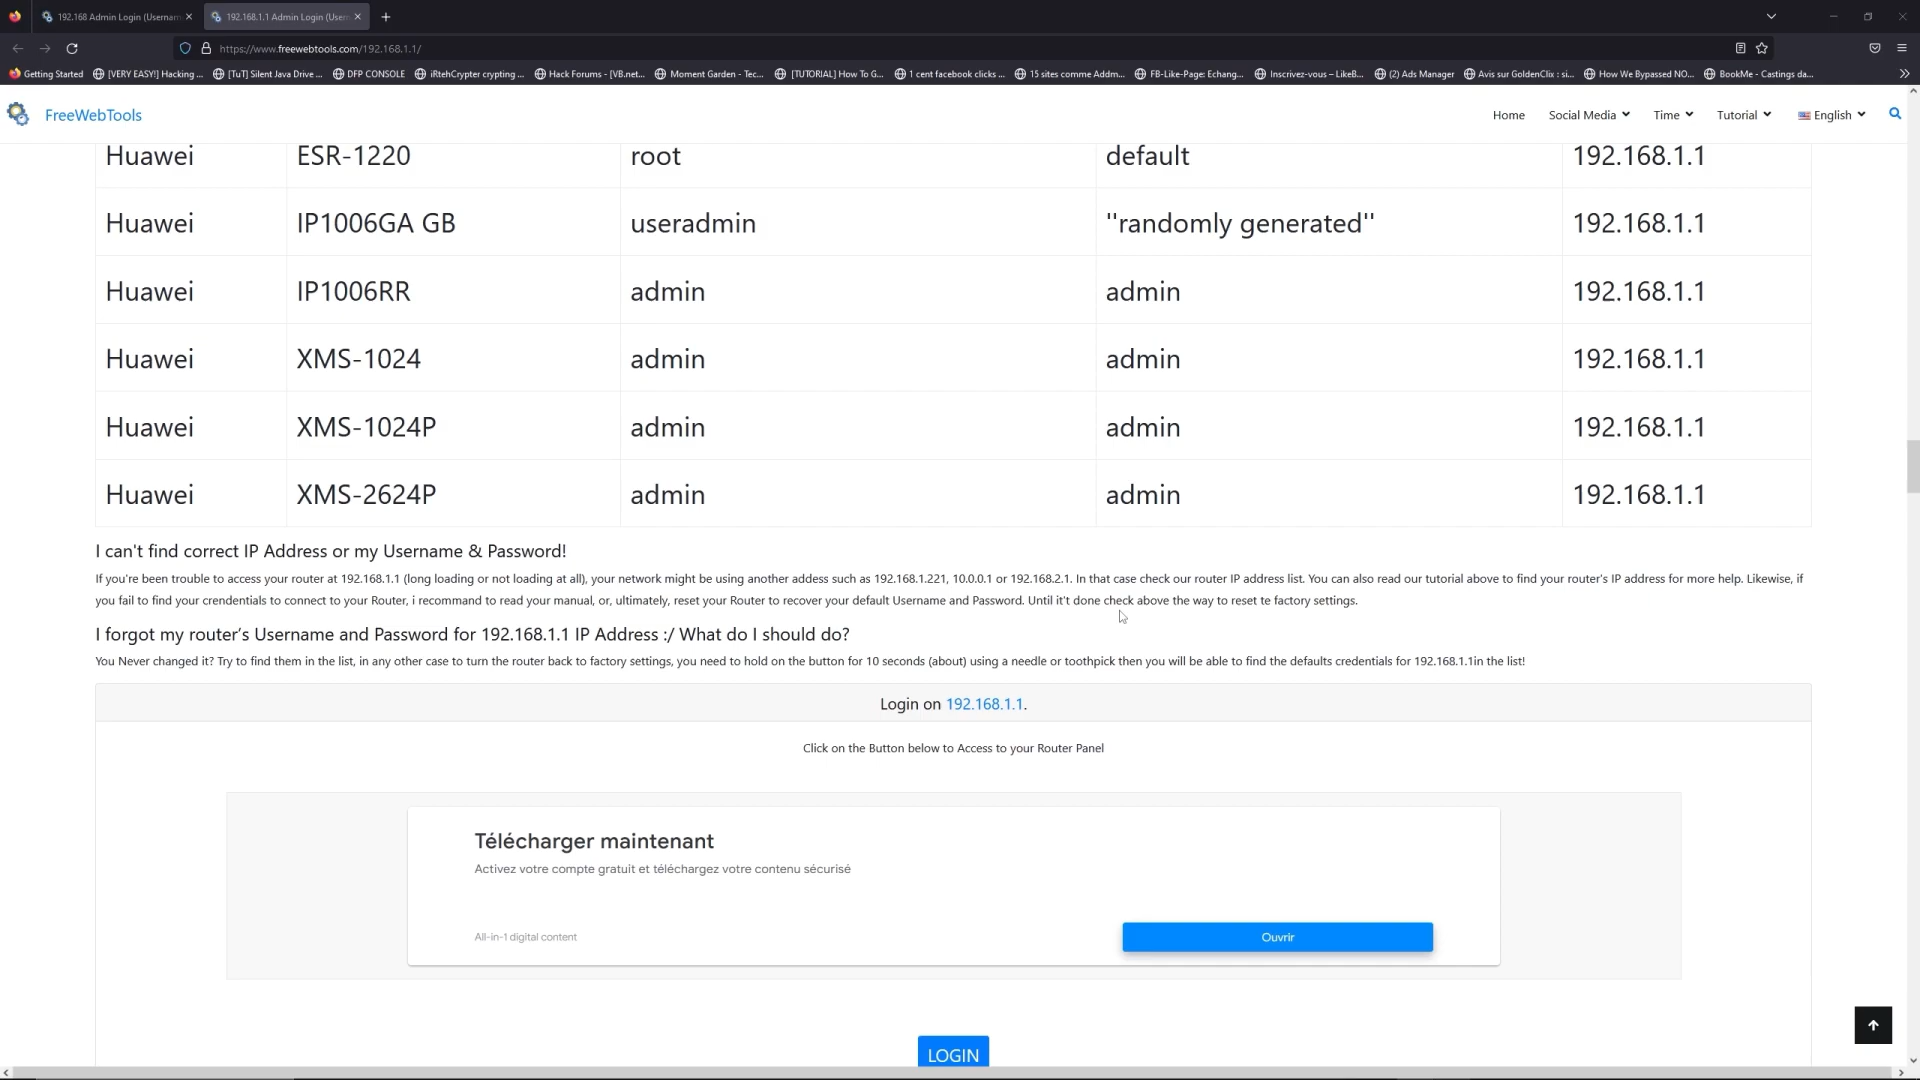 192.168 Admin Login (Usernam
192.168.1.1 Admin Login (User
https://www.freewebtools.com/192.168.1.1/
Getting Started
[VERY EASY!] Hacking ...
[TuT] Silent Java Drive ...
DFP CONSOLE
iRtehCrypter crypting ...
Hack Forums - [VB.net...
Moment Garden - Tec...
[TUTORIAL] How To G...
1 cent facebook clicks ...
15 sites comme Addm...
FB-Like-Page: Echang...
Inscrivez-vous – LikeB...
(2) Ads Manager
Avis sur GoldenClix : si...
How We Bypassed NO...
BookMe - Castings da...
FreeWebTools
Home
Social Media
Time
Tutorial
English
Huawei ESR-1220 root default 192.168.1.1
Huawei IP1006GA GB useradmin ''randomly generated'' 192.168.1.1
Huawei IP1006RR admin admin 192.168.1.1
Huawei XMS-1024 admin admin 192.168.1.1
Huawei XMS-1024P admin admin 192.168.1.1
Huawei XMS-2624P admin admin 192.168.1.1
I can't find correct IP Address or my Username & Password!
If you're been trouble to access your router at 192.168.1.1 (long loading or not loading at all), your network might be using another addess such as 192.168.1.221, 10.0.0.1 or 192.168.2.1. In that case check our router IP address list. You can also read our tutorial above to find your router's IP address for more help. Likewise, if
you fail to find your crendentials to connect to your Router, i recommand to read your manual, or, ultimately, reset your Router to recover your default Username and Password. Until it't done check above the way to reset te factory settings.
I forgot my router’s Username and Password for 192.168.1.1 IP Address :/ What do I should do?
You Never changed it? Try to find them in the list, in any other case to turn the router back to factory settings, you need to hold on the button for 10 seconds (about) using a needle or toothpick then you will be able to find the defaults credentials for 192.168.1.1in the list!
Login on 192.168.1.1.
Click on the Button below to Access to your Router Panel
Télécharger maintenant
Activez votre compte gratuit et téléchargez votre contenu sécurisé
All-in-1 digital content
Ouvrir
LOGIN